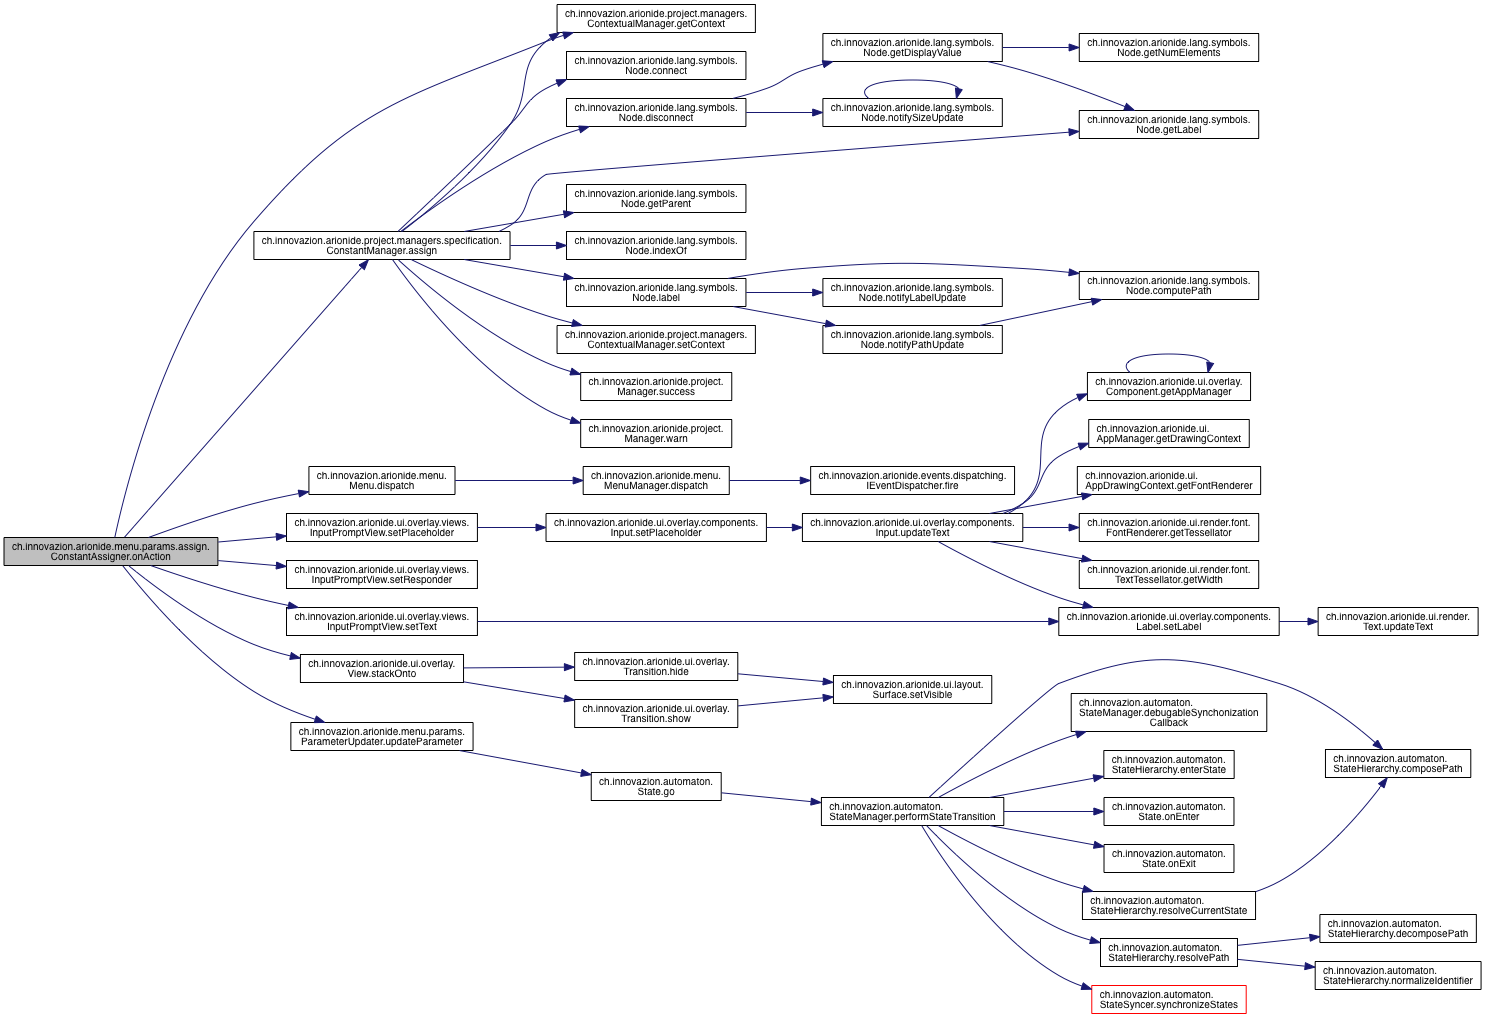 ch.innovazion.arionide.menu.params.assign.
ConstantAssigner.onAction
ch.innovazion.arionide.project.managers.specification.
ConstantManager.assign
ch.innovazion.arionide.menu.
Menu.dispatch
ch.innovazion.arionide.ui.overlay.views.
InputPromptView.setPlaceholder
ch.innovazion.arionide.ui.overlay.views.
InputPromptView.setResponder
ch.innovazion.arionide.ui.overlay.views.
InputPromptView.setText
ch.innovazion.arionide.ui.overlay.
View.stackOnto
ch.innovazion.arionide.menu.params.
ParameterUpdater.updateParameter
ch.innovazion.arionide.project.managers.
ContextualManager.getContext
ch.innovazion.arionide.lang.symbols.
Node.connect
ch.innovazion.arionide.lang.symbols.
Node.disconnect
ch.innovazion.arionide.lang.symbols.
Node.getParent
ch.innovazion.arionide.lang.symbols.
Node.indexOf
ch.innovazion.arionide.lang.symbols.
Node.label
ch.innovazion.arionide.project.managers.
ContextualManager.setContext
ch.innovazion.arionide.project.
Manager.success
ch.innovazion.arionide.project.
Manager.warn
ch.innovazion.arionide.menu.
MenuManager.dispatch
ch.innovazion.arionide.ui.overlay.components.
Input.setPlaceholder
ch.innovazion.arionide.ui.overlay.
Transition.hide
ch.innovazion.arionide.ui.overlay.
Transition.show
ch.innovazion.automaton.
State.go
ch.innovazion.arionide.lang.symbols.
Node.getDisplayValue
ch.innovazion.arionide.lang.symbols.
Node.notifySizeUpdate
ch.innovazion.arionide.lang.symbols.
Node.notifyLabelUpdate
ch.innovazion.arionide.lang.symbols.
Node.notifyPathUpdate
ch.innovazion.arionide.events.dispatching.
IEventDispatcher.fire
ch.innovazion.arionide.ui.overlay.components.
Input.updateText
ch.innovazion.arionide.ui.layout.
Surface.setVisible
ch.innovazion.automaton.
StateManager.performStateTransition
ch.innovazion.arionide.lang.symbols.
Node.getNumElements
ch.innovazion.arionide.lang.symbols.
Node.getLabel
ch.innovazion.arionide.lang.symbols.
Node.computePath
ch.innovazion.arionide.ui.overlay.
Component.getAppManager
ch.innovazion.arionide.ui.
AppManager.getDrawingContext
ch.innovazion.arionide.ui.
AppDrawingContext.getFontRenderer
ch.innovazion.arionide.ui.render.font.
FontRenderer.getTessellator
ch.innovazion.arionide.ui.render.font.
TextTessellator.getWidth
ch.innovazion.arionide.ui.overlay.components.
Label.setLabel
ch.innovazion.automaton.
StateManager.debugableSynchonization
Callback
ch.innovazion.automaton.
StateHierarchy.enterState
ch.innovazion.automaton.
State.onEnter
ch.innovazion.automaton.
State.onExit
ch.innovazion.automaton.
StateHierarchy.resolveCurrentState
ch.innovazion.automaton.
StateHierarchy.resolvePath
ch.innovazion.automaton.
StateSyncer.synchronizeStates
ch.innovazion.arionide.ui.render.
Text.updateText
ch.innovazion.automaton.
StateHierarchy.composePath
ch.innovazion.automaton.
StateHierarchy.decomposePath
ch.innovazion.automaton.
StateHierarchy.normalizeIdentifier